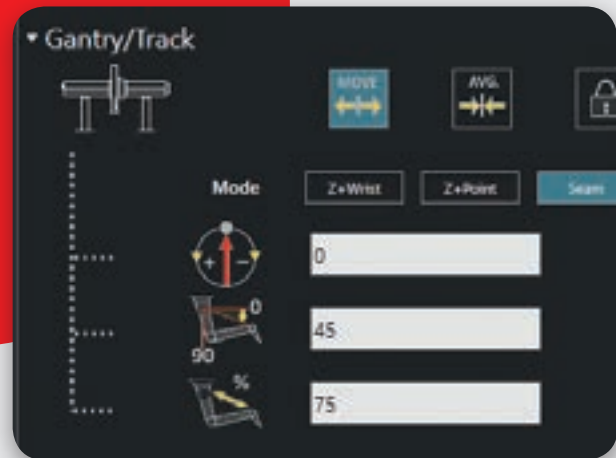 Gantry/Track
MOVE
AVG.
Mode
Z+Wrist
Z+Point
Seam
+ -
0
0
90
45
%
75